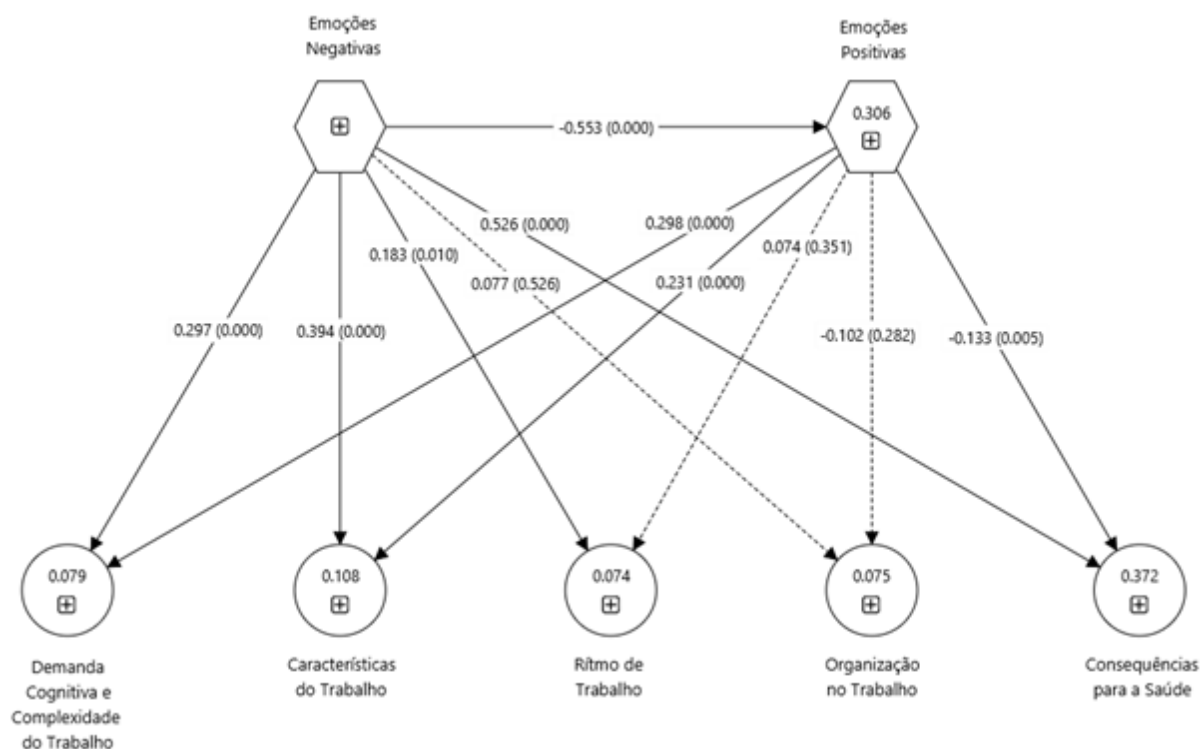 Emoções
Negativas
Emoções
Positivas
0.306
-0.553 (0.000)
0.526 (0.000)
0.298 (0.000)
0.183 (0.010)
0.074 (0.351)
0.077 (0.526)
0.231 (0.000)
0.297 (0.000)
0.394 (0.000)
-0.102 (0.282)
-0.133 (0.005)
0.079
0.108
0.074
0.075
0.372
Demanda
Cognitiva e
Complexidade
do Trabalho
Características
do Trabalho
Rítmo de
Trabalho
Organização
no Trabalho
Consequências
para a Saúde